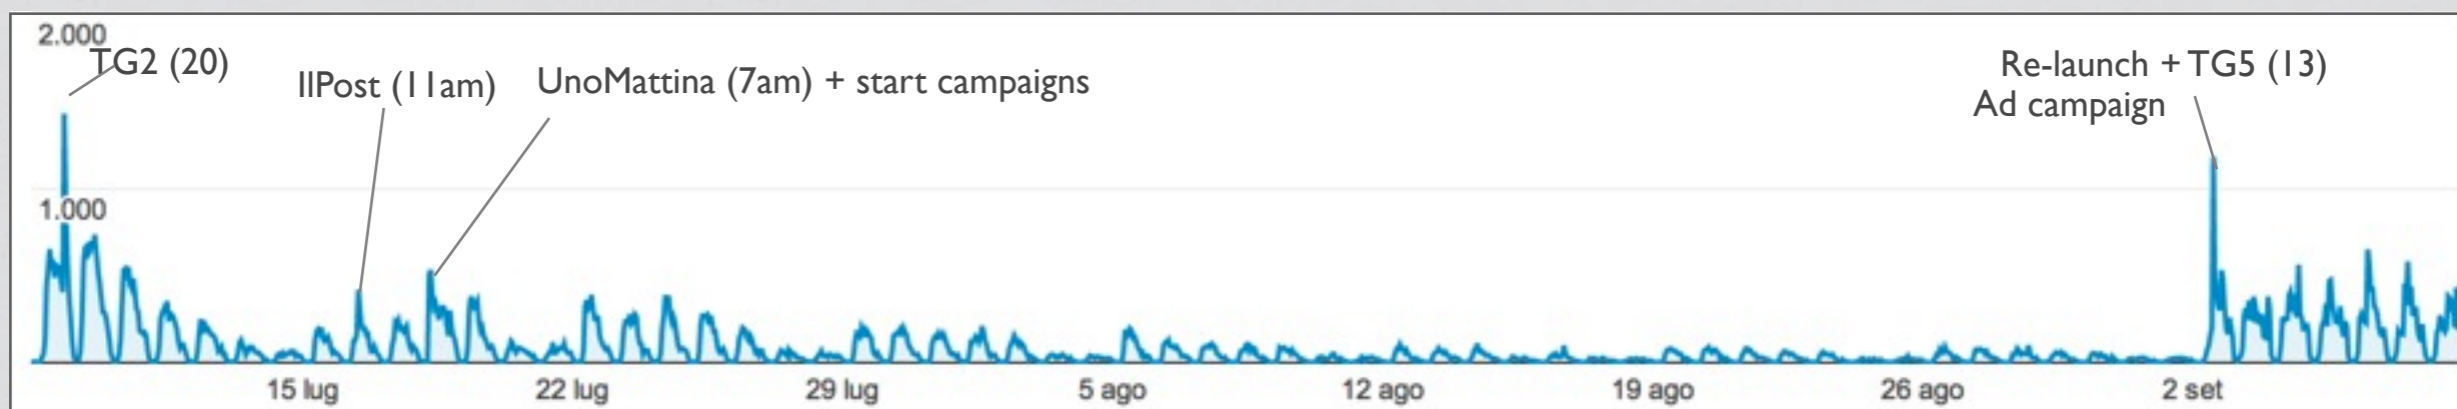 2.000
TG2 (20)
IlPost (11am)
UnoMattina (7am) + start campaigns
Re-launch + TG5 (13)
Ad campaign
1.000
15 lug
22 lug
29 lug
5 ago
12 ago
19 ago
26 ago
2 set